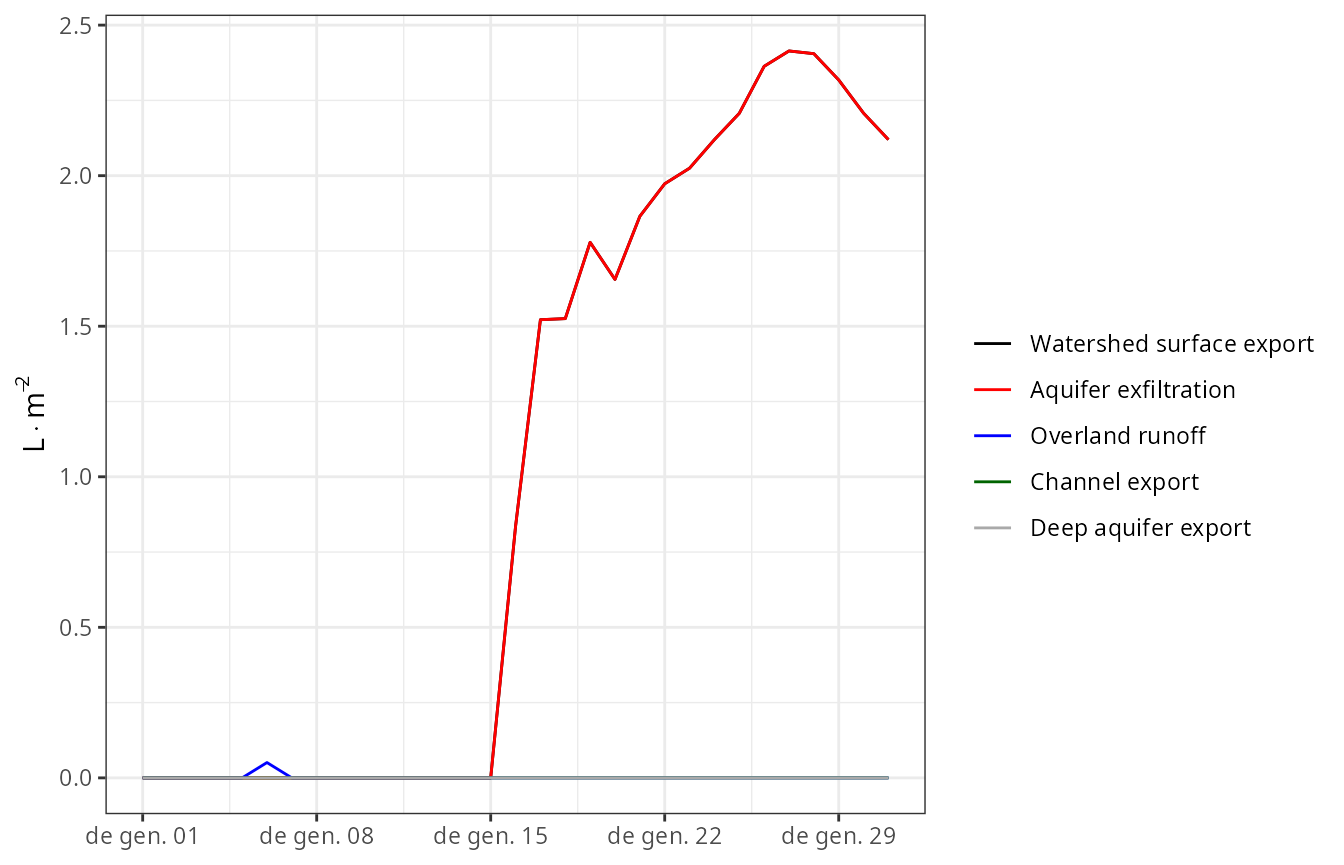 2.5
2.0
1.5
1.0
0.5
0.0
L · m⁻²
de gen. 01 de gen. 08 de gen. 15 de gen. 22 de gen. 29
Watershed surface export
Aquifer exfiltration
Overland runoff
Channel export
Deep aquifer export